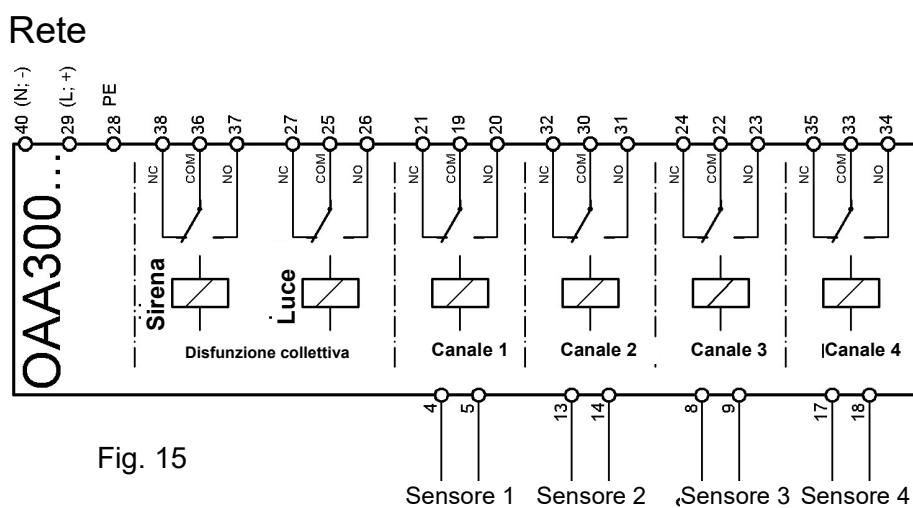 Rete
40 (N; -)
29 (L; +)
28 PE
38 36 37 27 25 26 21 19 20 32 30 31 24 22 23 35 33 34
NC COM NO NC COM NO NC COM NO NC COM NO NC COM NO NC COM NO
OAA300...
Sirena
Luce
Disfunzione collettiva
Canale 1 Canale 2 Canale 3 Canale 4
4 5 13 14 8 9 17 18
Fig. 15
Sensore 1 Sensore 2 Sensore 3 Sensore 4